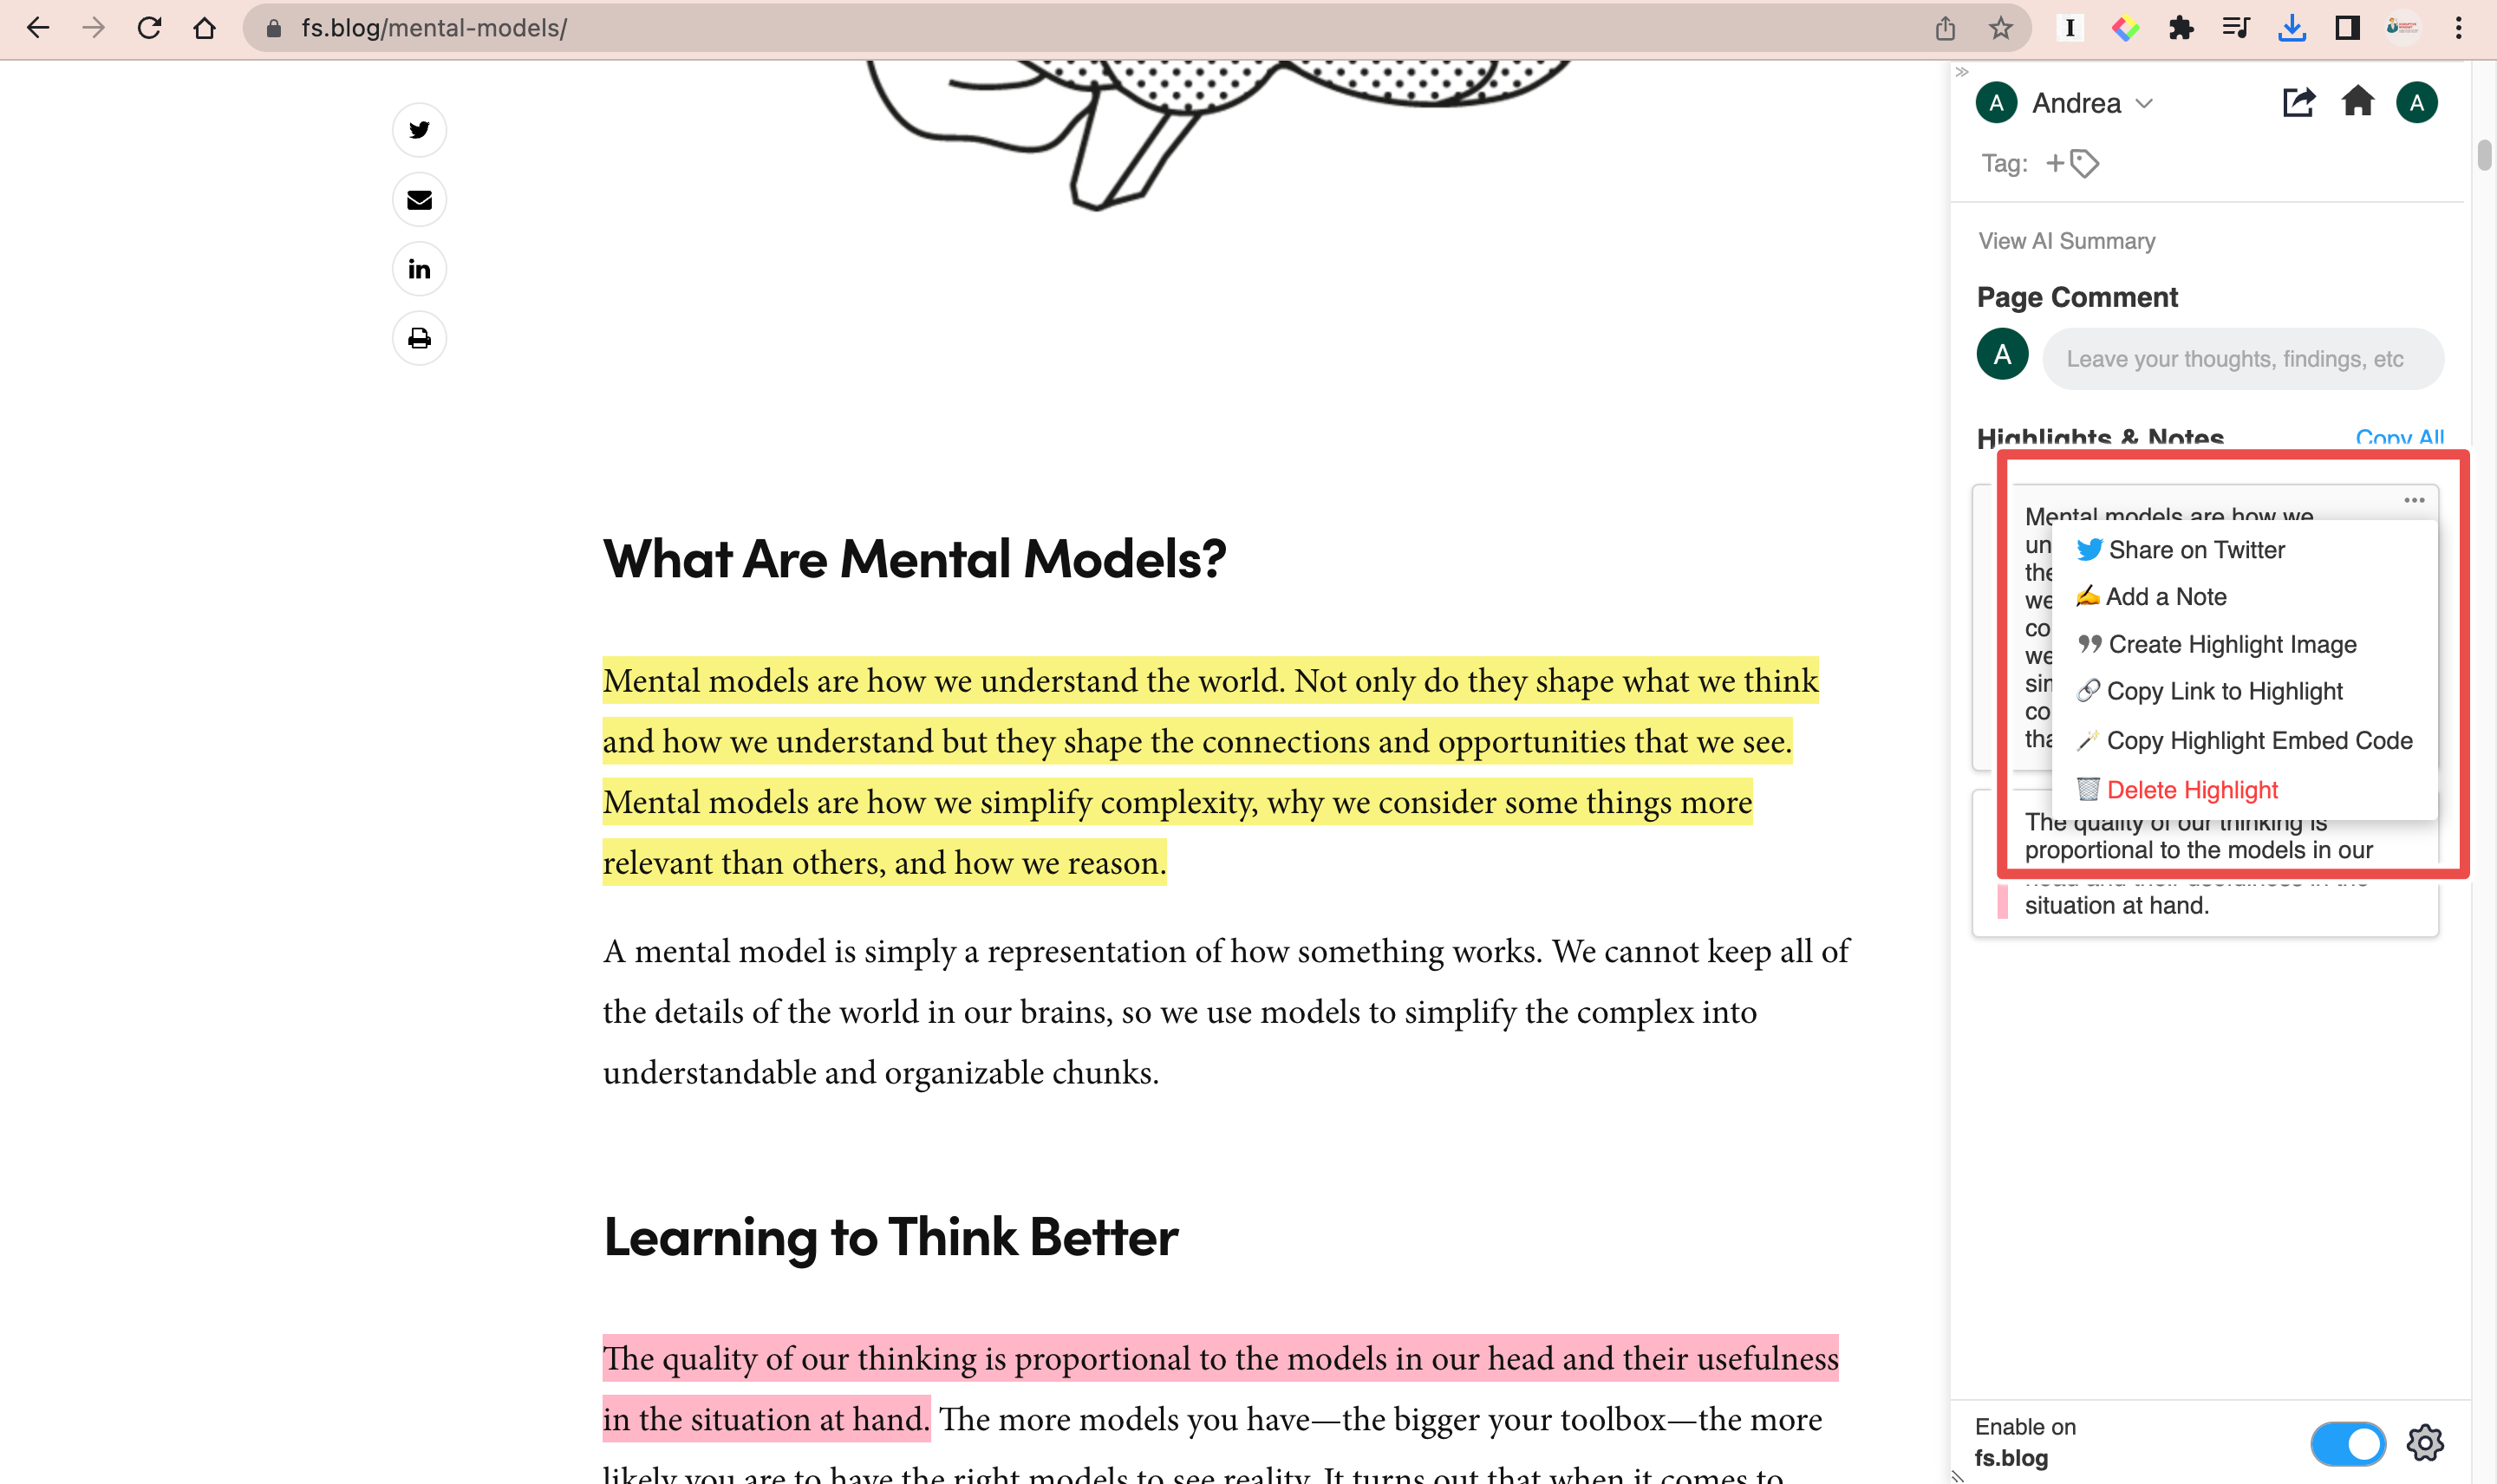 fs.blog/mental-models/
A Andrea A
Tag: +
View AI Summary
Page Comment
A Leave your thoughts, findings, etc
Highlights & Notes Copy All
What Are Mental Models?
Mental models are how we understand the world. Not only do they shape what we think
and how we understand but they shape the connections and opportunities that we see.
Mental models are how we simplify complexity, why we consider some things more
relevant than others, and how we reason.
A mental model is simply a representation of how something works. We cannot keep all of
the details of the world in our brains, so we use models to simplify the complex into
understandable and organizable chunks.
Learning to Think Better
The quality of our thinking is proportional to the models in our head and their usefulness
in the situation at hand. The more models you have—the bigger your toolbox—the more
likely you are to have the right models to see reality. It turns out that when it comes to
Mental models are how we
un
the
we
co
we
sin
co
tha
Share on Twitter
Add a Note
Create Highlight Image
Copy Link to Highlight
Copy Highlight Embed Code
Delete Highlight
The quality of our thinking is
proportional to the models in our
head and their usefulness in the
situation at hand.
Enable on
fs.blog